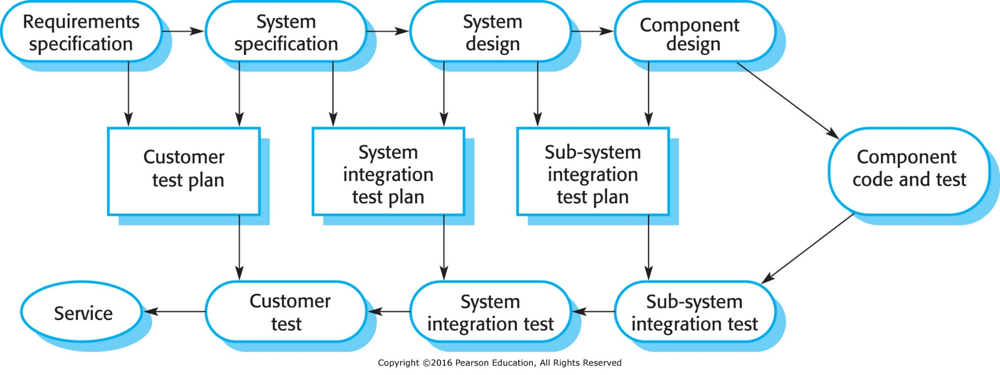 Requirements
specification
System
specification
System
design
Component
design
Customer
test plan
System
integration
test plan
Sub-system
integration
test plan
Component
code and test
Service
Customer
test
System
integration test
Sub-system
integration test
Copyright ©2016 Pearson Education, All Rights Reserved